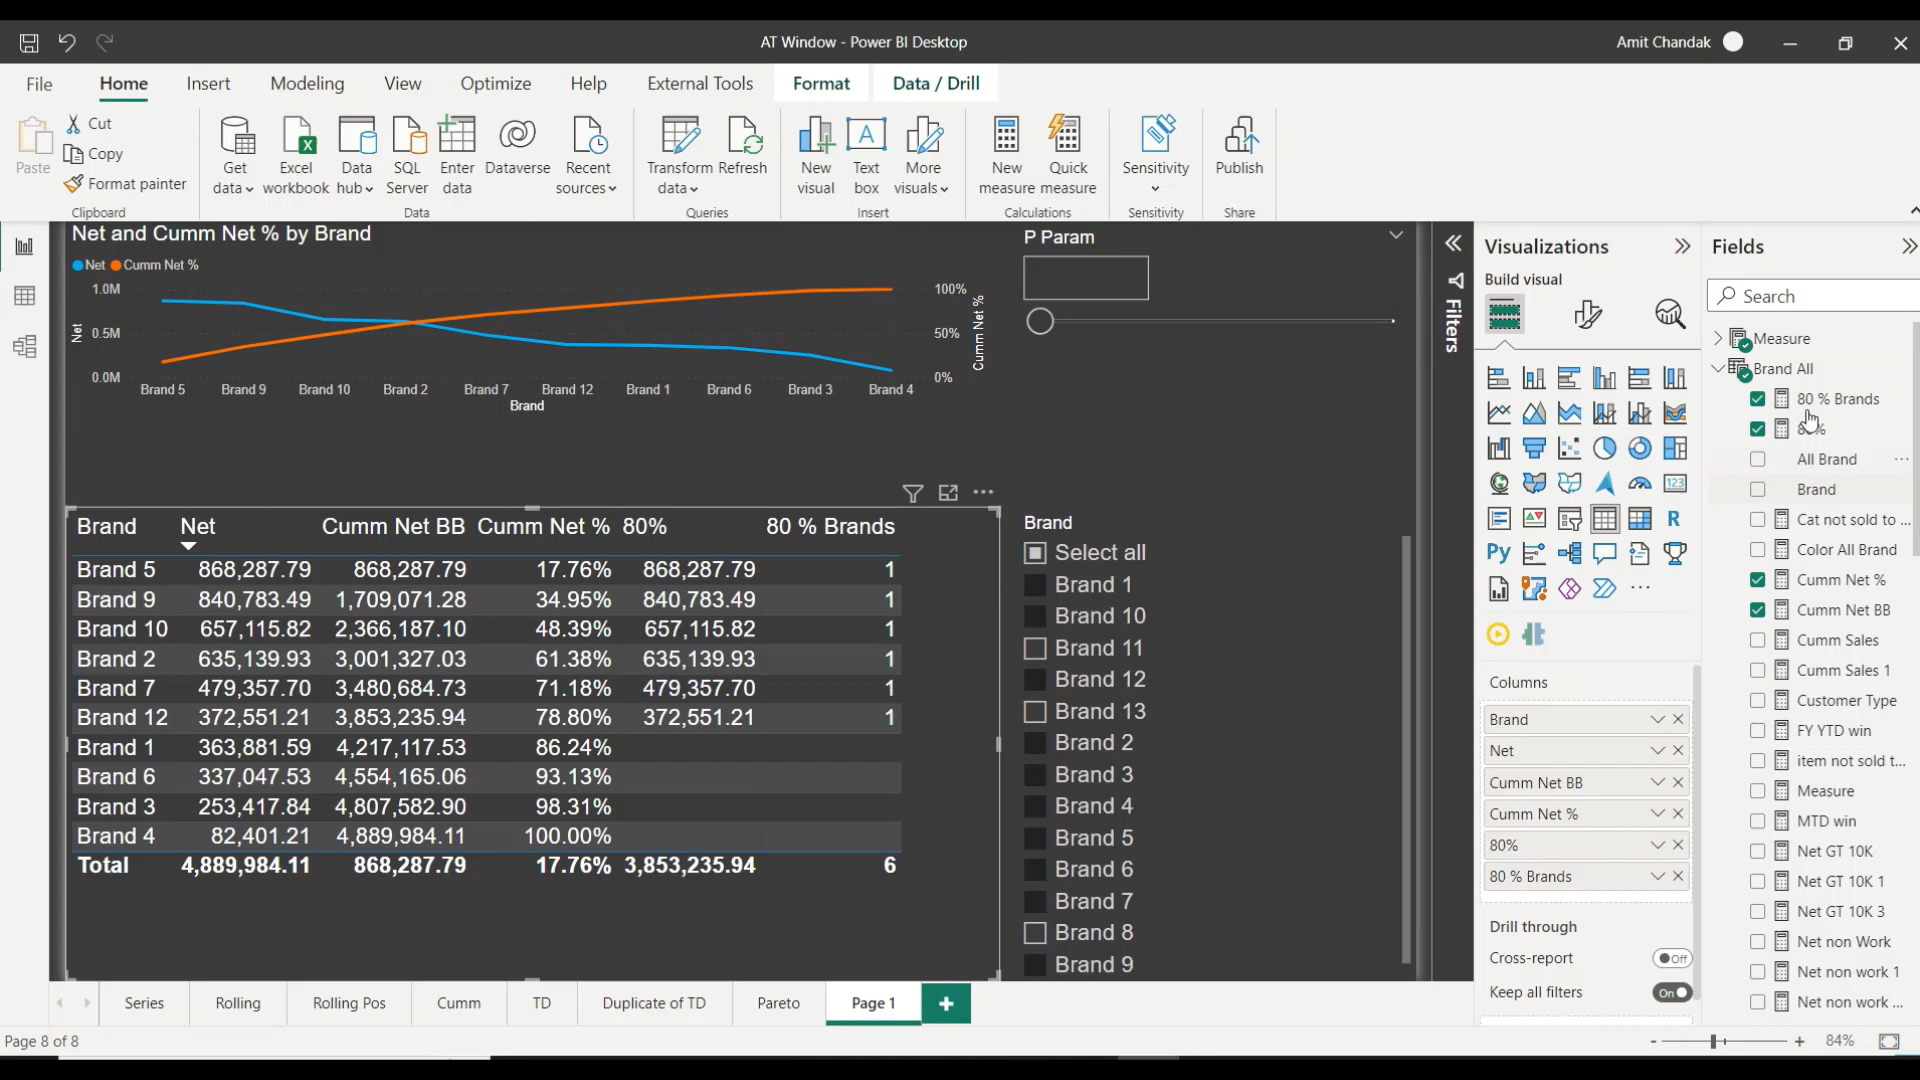 AT Window - Power BI Desktop
Amit Chandak
File Home Insert Modeling View Optimize Help External Tools Format Data / Drill
Paste
Cut
Copy
Format painter
Clipboard
Get data
Excel workbook
Data hub
SQL Server
Enter data
Dataverse
Recent sources
Data
Transform data
Refresh
Queries
New visual
Text box
More visuals
Insert
New measure
Quick measure
Calculations
Sensitivity
Sensitivity
Publish
Share
Net and Cumm Net % by Brand
Net Cumm Net %
1.0M 100%
0.5M 50%
0.0M 0%
Net
Cumm Net %
Brand 5 Brand 9 Brand 10 Brand 2 Brand 7 Brand 12 Brand 1 Brand 6 Brand 3 Brand 4
Brand
P Param
Brand Net Cumm Net BB Cumm Net % 80% 80 % Brands
Brand 5 868,287.79 868,287.79 17.76% 868,287.79 1
Brand 9 840,783.49 1,709,071.28 34.95% 840,783.49 1
Brand 10 657,115.82 2,366,187.10 48.39% 657,115.82 1
Brand 2 635,139.93 3,001,327.03 61.38% 635,139.93 1
Brand 7 479,357.70 3,480,684.73 71.18% 479,357.70 1
Brand 12 372,551.21 3,853,235.94 78.80% 372,551.21 1
Brand 1 363,881.59 4,217,117.53 86.24%
Brand 6 337,047.53 4,554,165.06 93.13%
Brand 3 253,417.84 4,807,582.90 98.31%
Brand 4 82,401.21 4,889,984.11 100.00%
Total 4,889,984.11 868,287.79 17.76% 3,853,235.94 6
Brand
Select all
Brand 1
Brand 10
Brand 11
Brand 12
Brand 13
Brand 2
Brand 3
Brand 4
Brand 5
Brand 6
Brand 7
Brand 8
Brand 9
Filters
Visualizations
Build visual
123
R
Py
Columns
Brand
Net
Cumm Net BB
Cumm Net %
80%
80 % Brands
Drill through
Cross-report Off
Keep all filters On
Fields
Search
Measure
Brand All
80 % Brands
All Brand
Brand
Cat not sold to ...
Color All Brand
Cumm Net %
Cumm Net BB
Cumm Sales
Cumm Sales 1
Customer Type
FY YTD win
item not sold t...
Measure
MTD win
Net GT 10K
Net GT 10K 1
Net GT 10K 3
Net non Work
Net non work 1
Net non work ...
Series Rolling Rolling Pos Cumm TD Duplicate of TD Pareto Page 1 +
Page 8 of 8
- + 84%